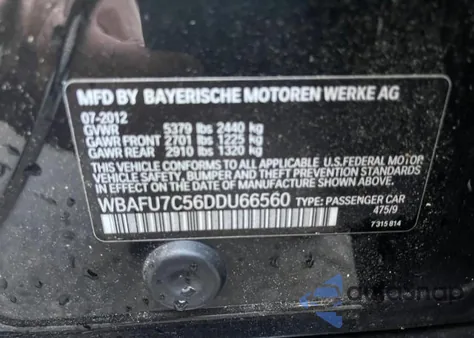 MFD BY BAYERISCHE MOTOREN WERKE AG
07-2012
GVWR 5379 lbs 2440 kg
GAWR FRONT 2701 lbs 1225 kg
GAWR REAR 2910 lbs 1320 kg
THIS VEHICLE CONFORMS TO ALL APPLICABLE U.S. FEDERAL MOTOR
VEHICLE SAFETY, BUMPER AND THEFT PREVENTION STANDARDS
IN EFFECT ON THE DATE OF MANUFACTURE SHOWN ABOVE.
WBAFU7C56DDU66560 TYPE: PASSENGER CAR
475/9
7 315 814
autosnap